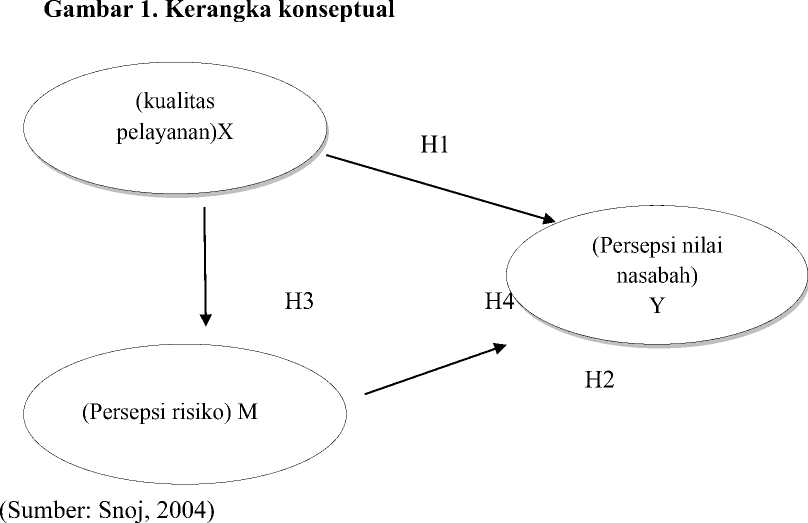 Gambar 1. Kerangka konseptual
(kualitas
pelayanan)X
H1
(Persepsi nilai
nasabah)
Y
H3
H4
H2
(Persepsi risiko) M
(Sumber: Snoj, 2004)